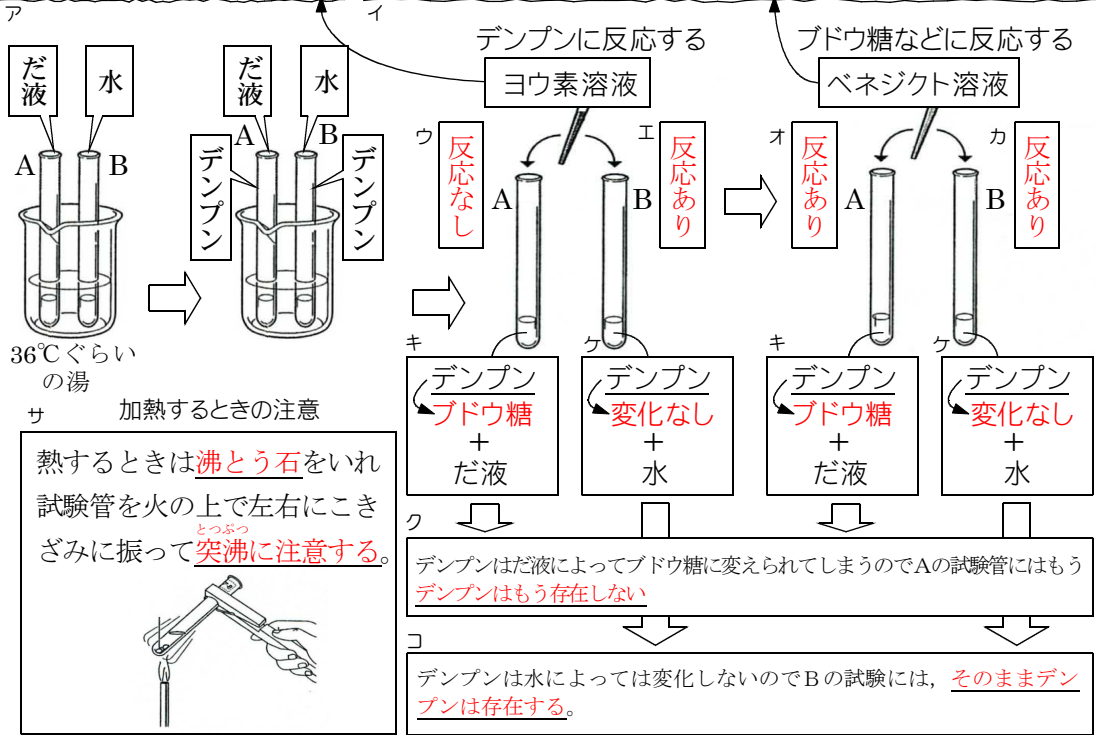 ア
イ
だ液
水
A
B
だ液
水
A
B
デンプン
デンプン
36℃ぐらい
の湯
デンプンに反応する
ヨウ素溶液
ウ
反応なし
エ
反応あり
A
B
ブドウ糖などに反応する
ベネジクト溶液
オ
反応あり
カ
反応あり
A
B
キ
デンプン
ブドウ糖
+
だ液
ケ
デンプン
変化なし
+
水
キ
デンプン
ブドウ糖
+
だ液
ケ
デンプン
変化なし
+
水
サ
加熱するときの注意
熱するときは沸とう石をいれ
試験管を火の上で左右にこき
とつぷつ
ざみに振って突沸に注意する。
ク
デンプンはだ液によってブドウ糖に変えられてしまうのでAの試験管にはもう
デンプンはもう存在しない
コ
デンプンは水によっては変化しないのでBの試験には，そのままデン
プンは存在する。